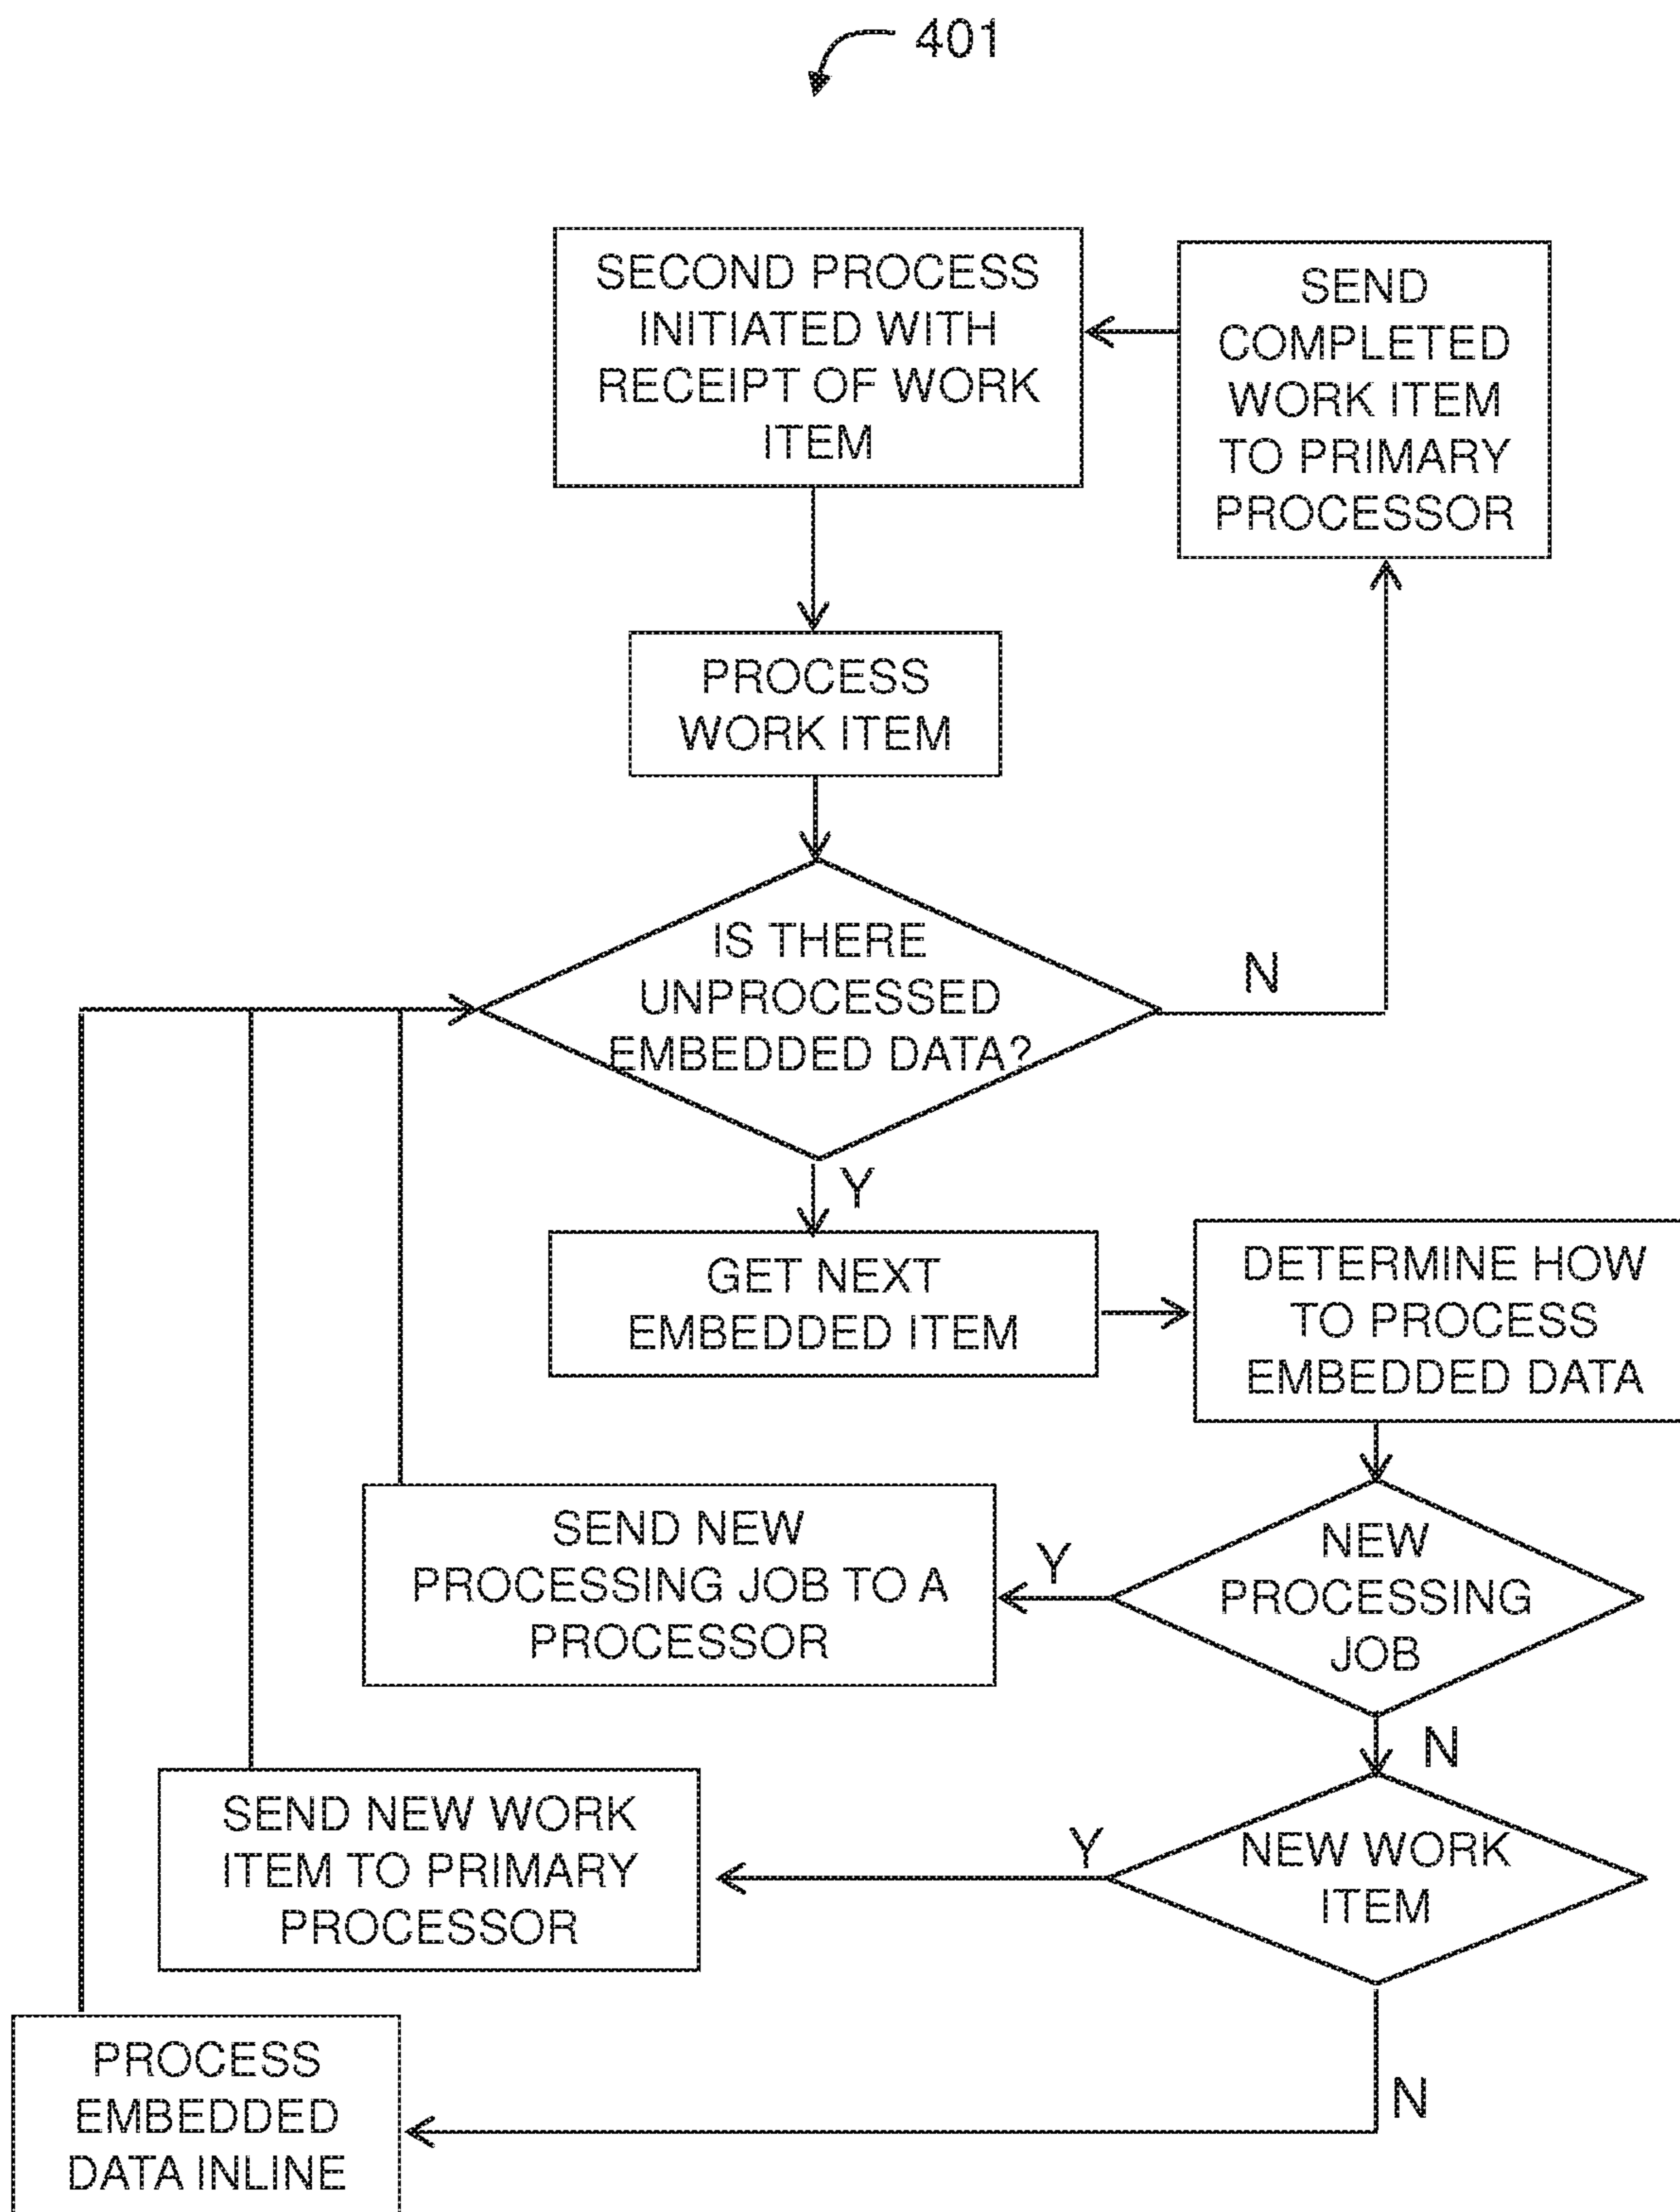 401
SECOND PROCESS
INITIATED WITH
RECEIPT OF WORK
ITEM
SEND
COMPLETED
WORK ITEM
TO PRIMARY
PROCESSOR
PROCESS
WORK ITEM
IS THERE
UNPROCESSED
EMBEDDED DATA?
N
Y
GET NEXT
EMBEDDED ITEM
DETERMINE HOW
TO PROCESS
EMBEDDED DATA
NEW
PROCESSING
JOB
Y
SEND NEW
PROCESSING JOB TO A
PROCESSOR
N
NEW WORK
ITEM
Y
SEND NEW WORK
ITEM TO PRIMARY
PROCESSOR
N
PROCESS
EMBEDDED
DATA INLINE